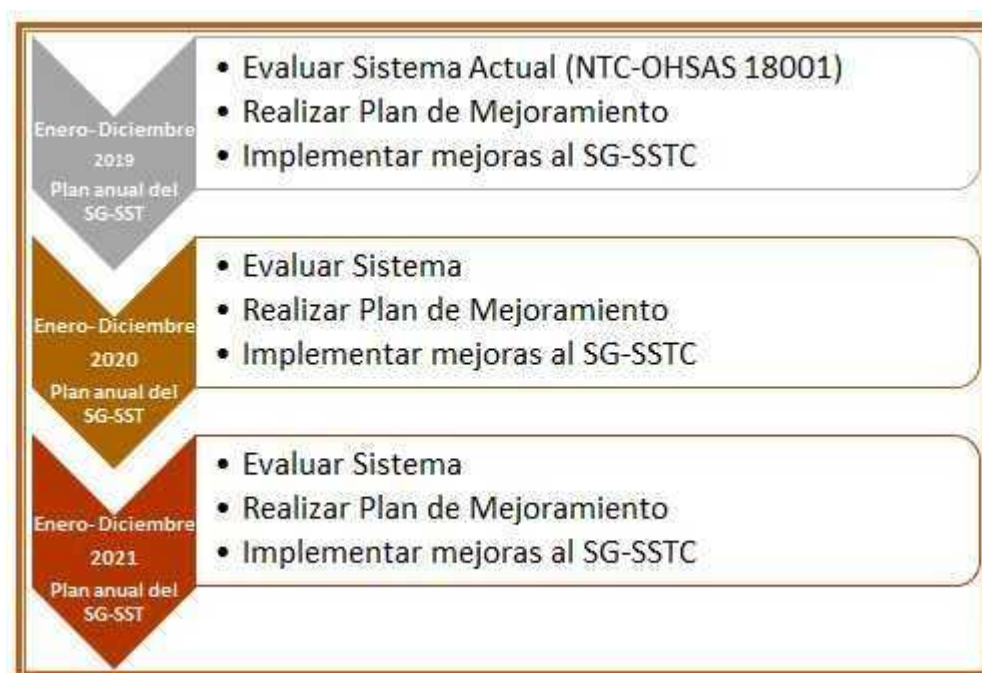 Enero-Diciembre
2019
Plan anual del
SG-SST
• Evaluar Sistema Actual (NTC-OHSAS 18001)
• Realizar Plan de Mejoramiento
• Implementar mejoras al SG-SSTC
Enero-Diciembre
2020
Plan anual del
SG-SST
• Evaluar Sistema
• Realizar Plan de Mejoramiento
• Implementar mejoras al SG-SSTC
Enero-Diciembre
2021
Plan anual del
SG-SST
• Evaluar Sistema
• Realizar Plan de Mejoramiento
• Implementar mejoras al SG-SSTC